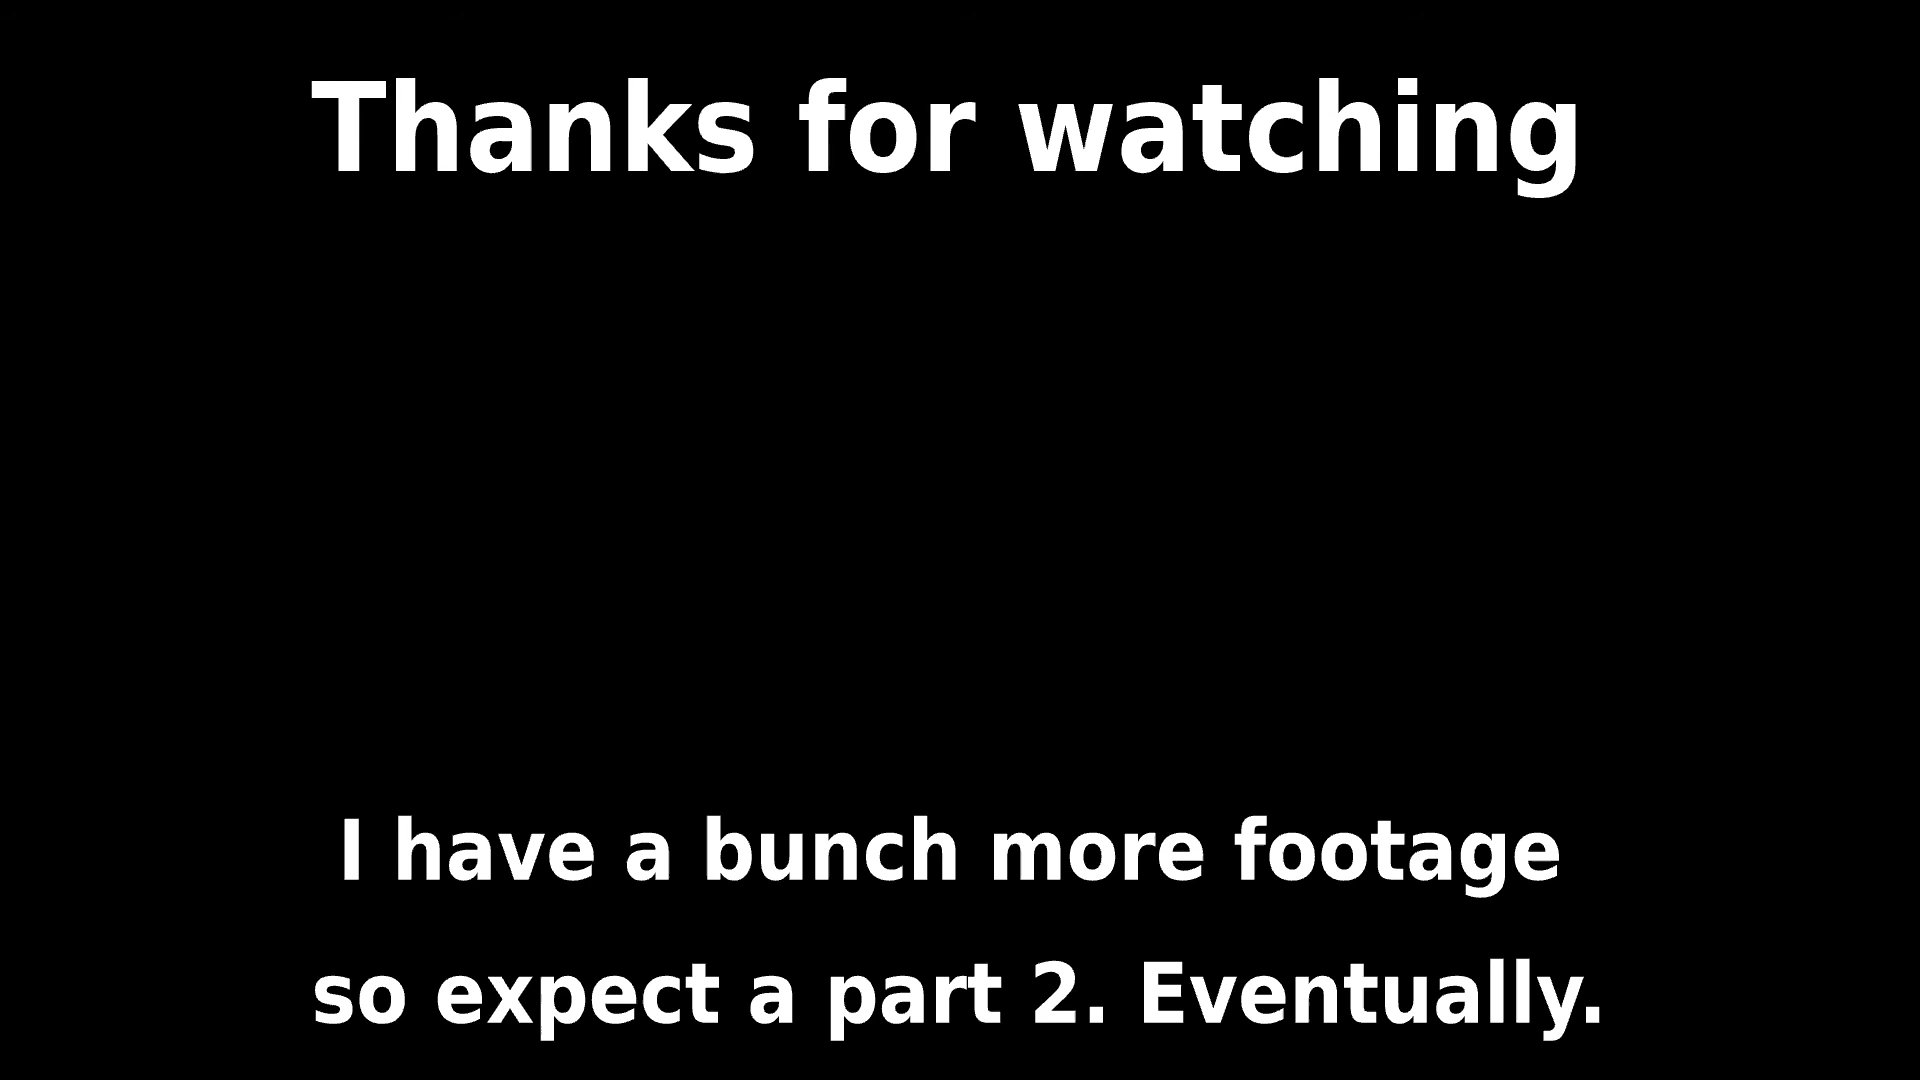 Thanks for watching
I have a bunch more footage
so expect a part 2. Eventually.